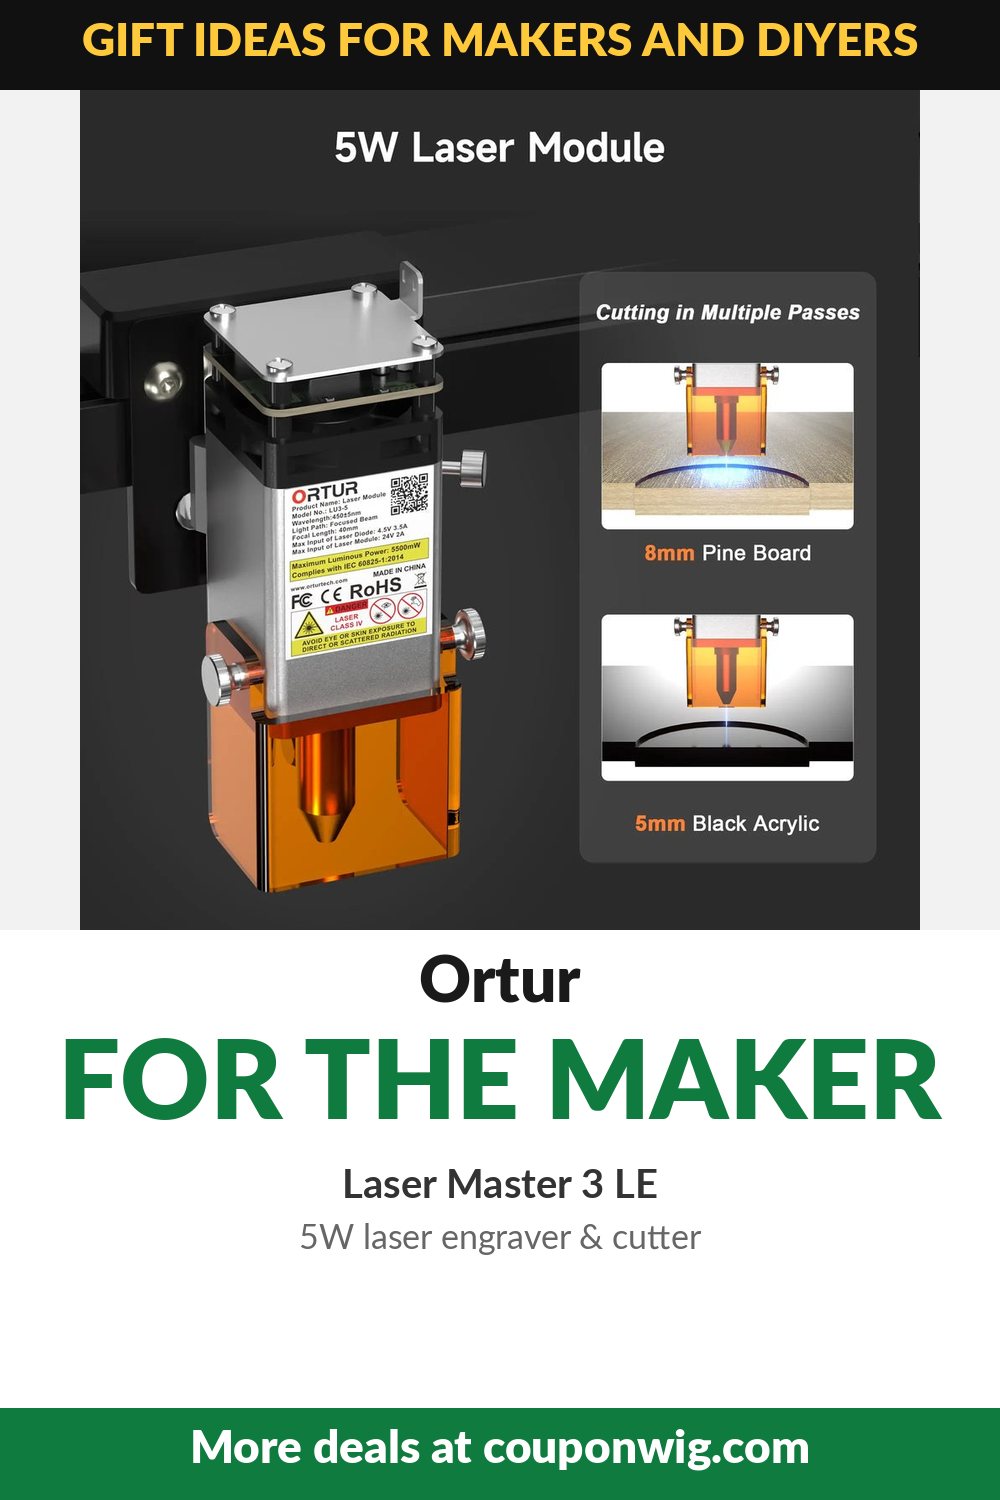 GIFT IDEAS FOR MAKERS AND DIYERS
5W Laser Module
Cutting in Multiple Passes
8mm Pine Board
5mm Black Acrylic
ORTUR
Product Name: Laser Module
Model No.: LU3-5
Wavelength:450±5nm
Light Path: Focused Beam
Focal Length: 40mm
Max Input of Laser Diode: 4.5V 3.5A
Max Input of Laser Module: 24V 2A
Maximum Luminous Power: 5500mW
Complies with IEC 60825-1:2014
www.orturtech.com
MADE IN CHINA
FC CE RoHS
DANGER
LASER
CLASS IV
AVOID EYE OR SKIN EXPOSURE TO
DIRECT OR SCATTERED RADIATION
Ortur
FOR THE MAKER
Laser Master 3 LE
5W laser engraver & cutter
More deals at couponwig.com